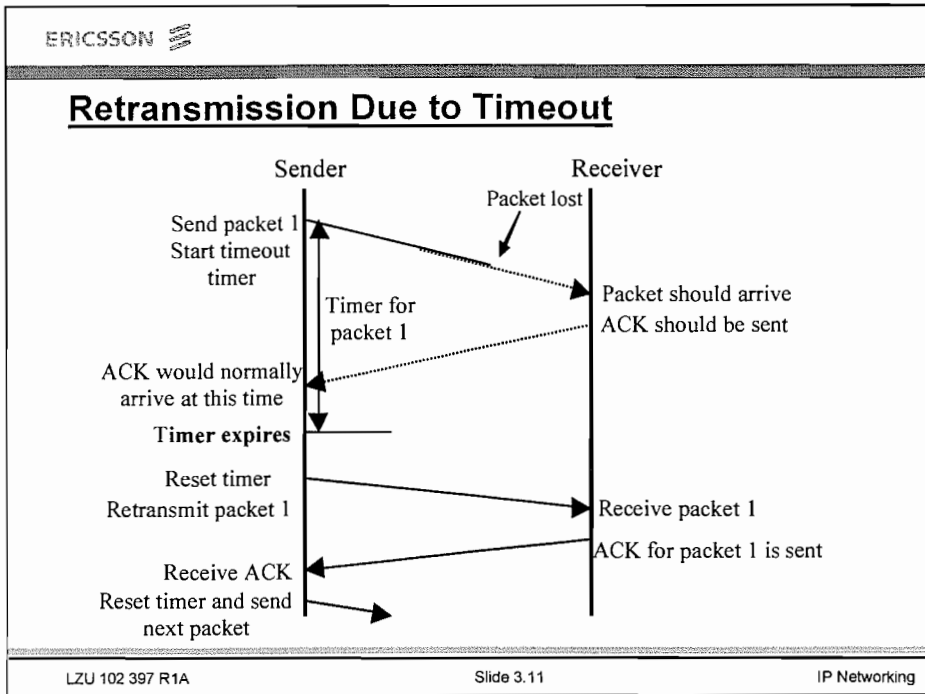 ERICSSON
Retransmission Due to Timeout
Sender
Receiver
Packet lost
Send packet 1
Start timeout
timer
Timer for
packet 1
Packet should arrive
ACK should be sent
ACK would normally
arrive at this time
Timer expires
Reset timer
Retransmit packet 1
Receive packet 1
ACK for packet 1 is sent
Receive ACK
Reset timer and send
next packet
LZU 102 397 R1A
Slide 3.11
IP Networking